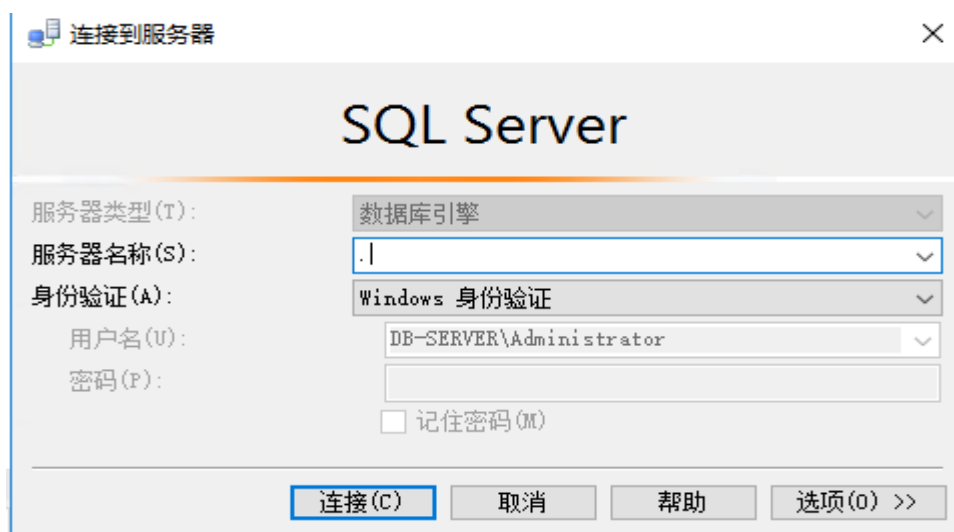 连接到服务器
SQL Server
服务器类型(T): 数据库引擎
服务器名称(S): .
身份验证(A): Windows 身份验证
用户名(U): DB-SERVER\Administrator
密码(P):
记住密码(M)
连接(C) 取消 帮助 选项(O) >>